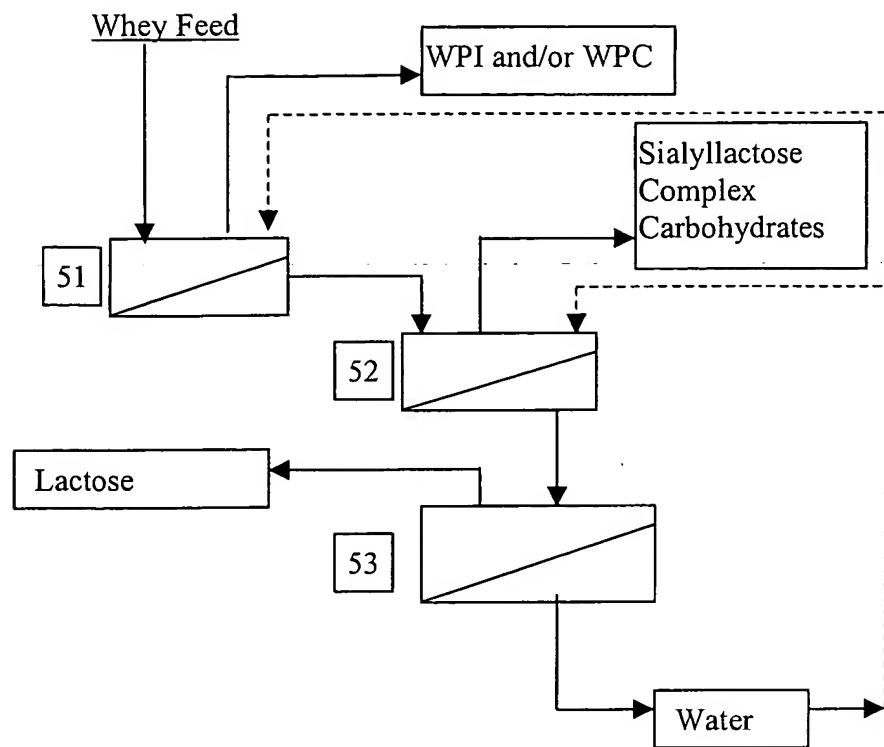 Whey Feed
WPI and/or WPC
Sialyllactose
Complex
Carbohydrates
51
52
Lactose
53
Water